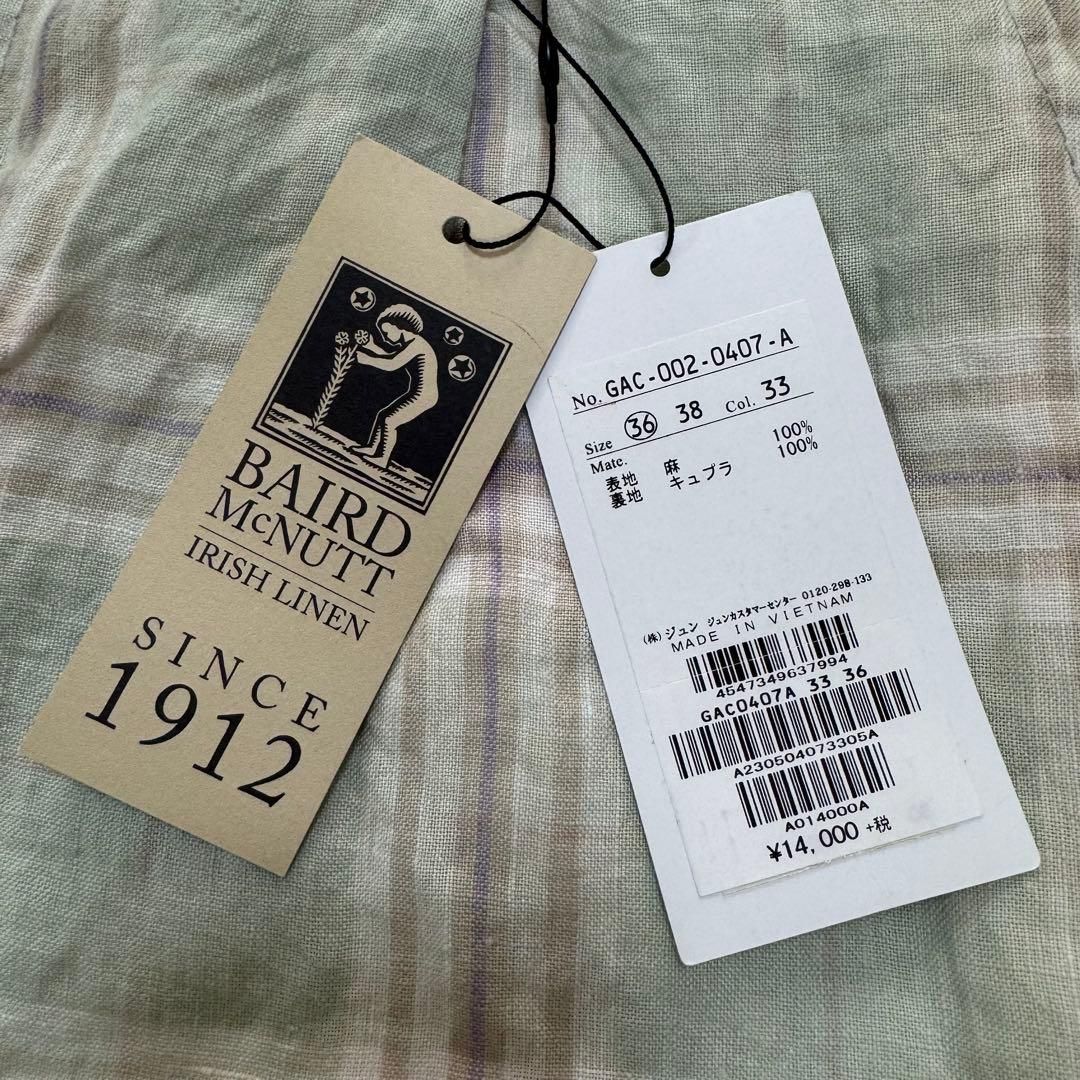 BAIRD
McNUTT
IRISH LINEN
SINCE
1912
No. GAC-002-0407-A
Size 36 38 Col. 33
Mate.
表地 麻 100%
裏地 キュプラ 100%
(株)ジュン ジュンカスタマーセンター 0120-298-133
MADE IN VIETNAM
4547349637994
GAC0407A 33 36
A230504073305A
A014000A
¥14,000 +税